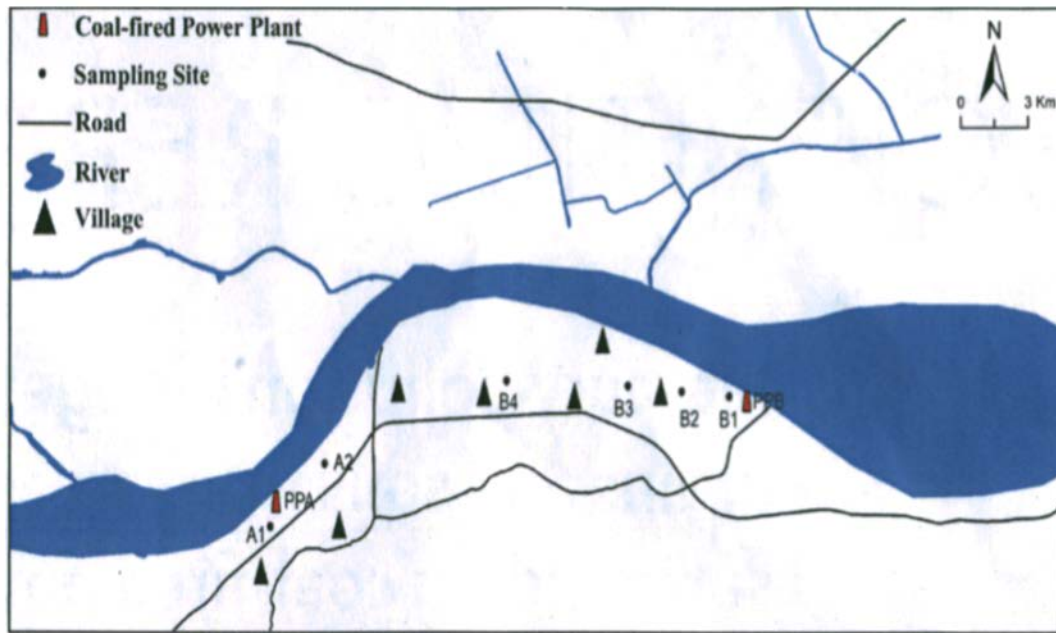 Coal-fired Power Plant
Sampling Site
Road
River
Village
N
0 3 Km
B4
B3
B2
B1
PPB
A2
PPA
A1